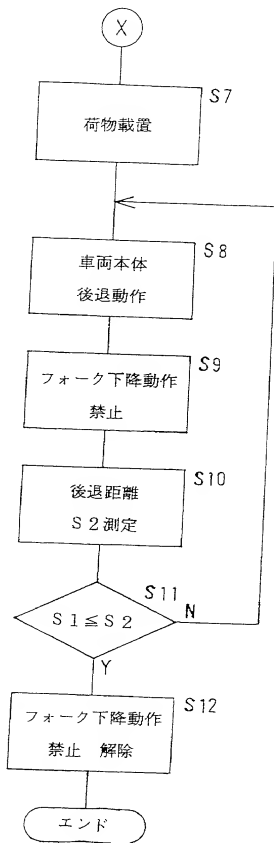 X
S7
荷物載置
S8
車両本体
後退動作
S9
フォーク下降動作
禁止
S10
後退距離
S2測定
S11
S1≦S2
N
Y
S12
フォーク下降動作
禁止 解除
エンド